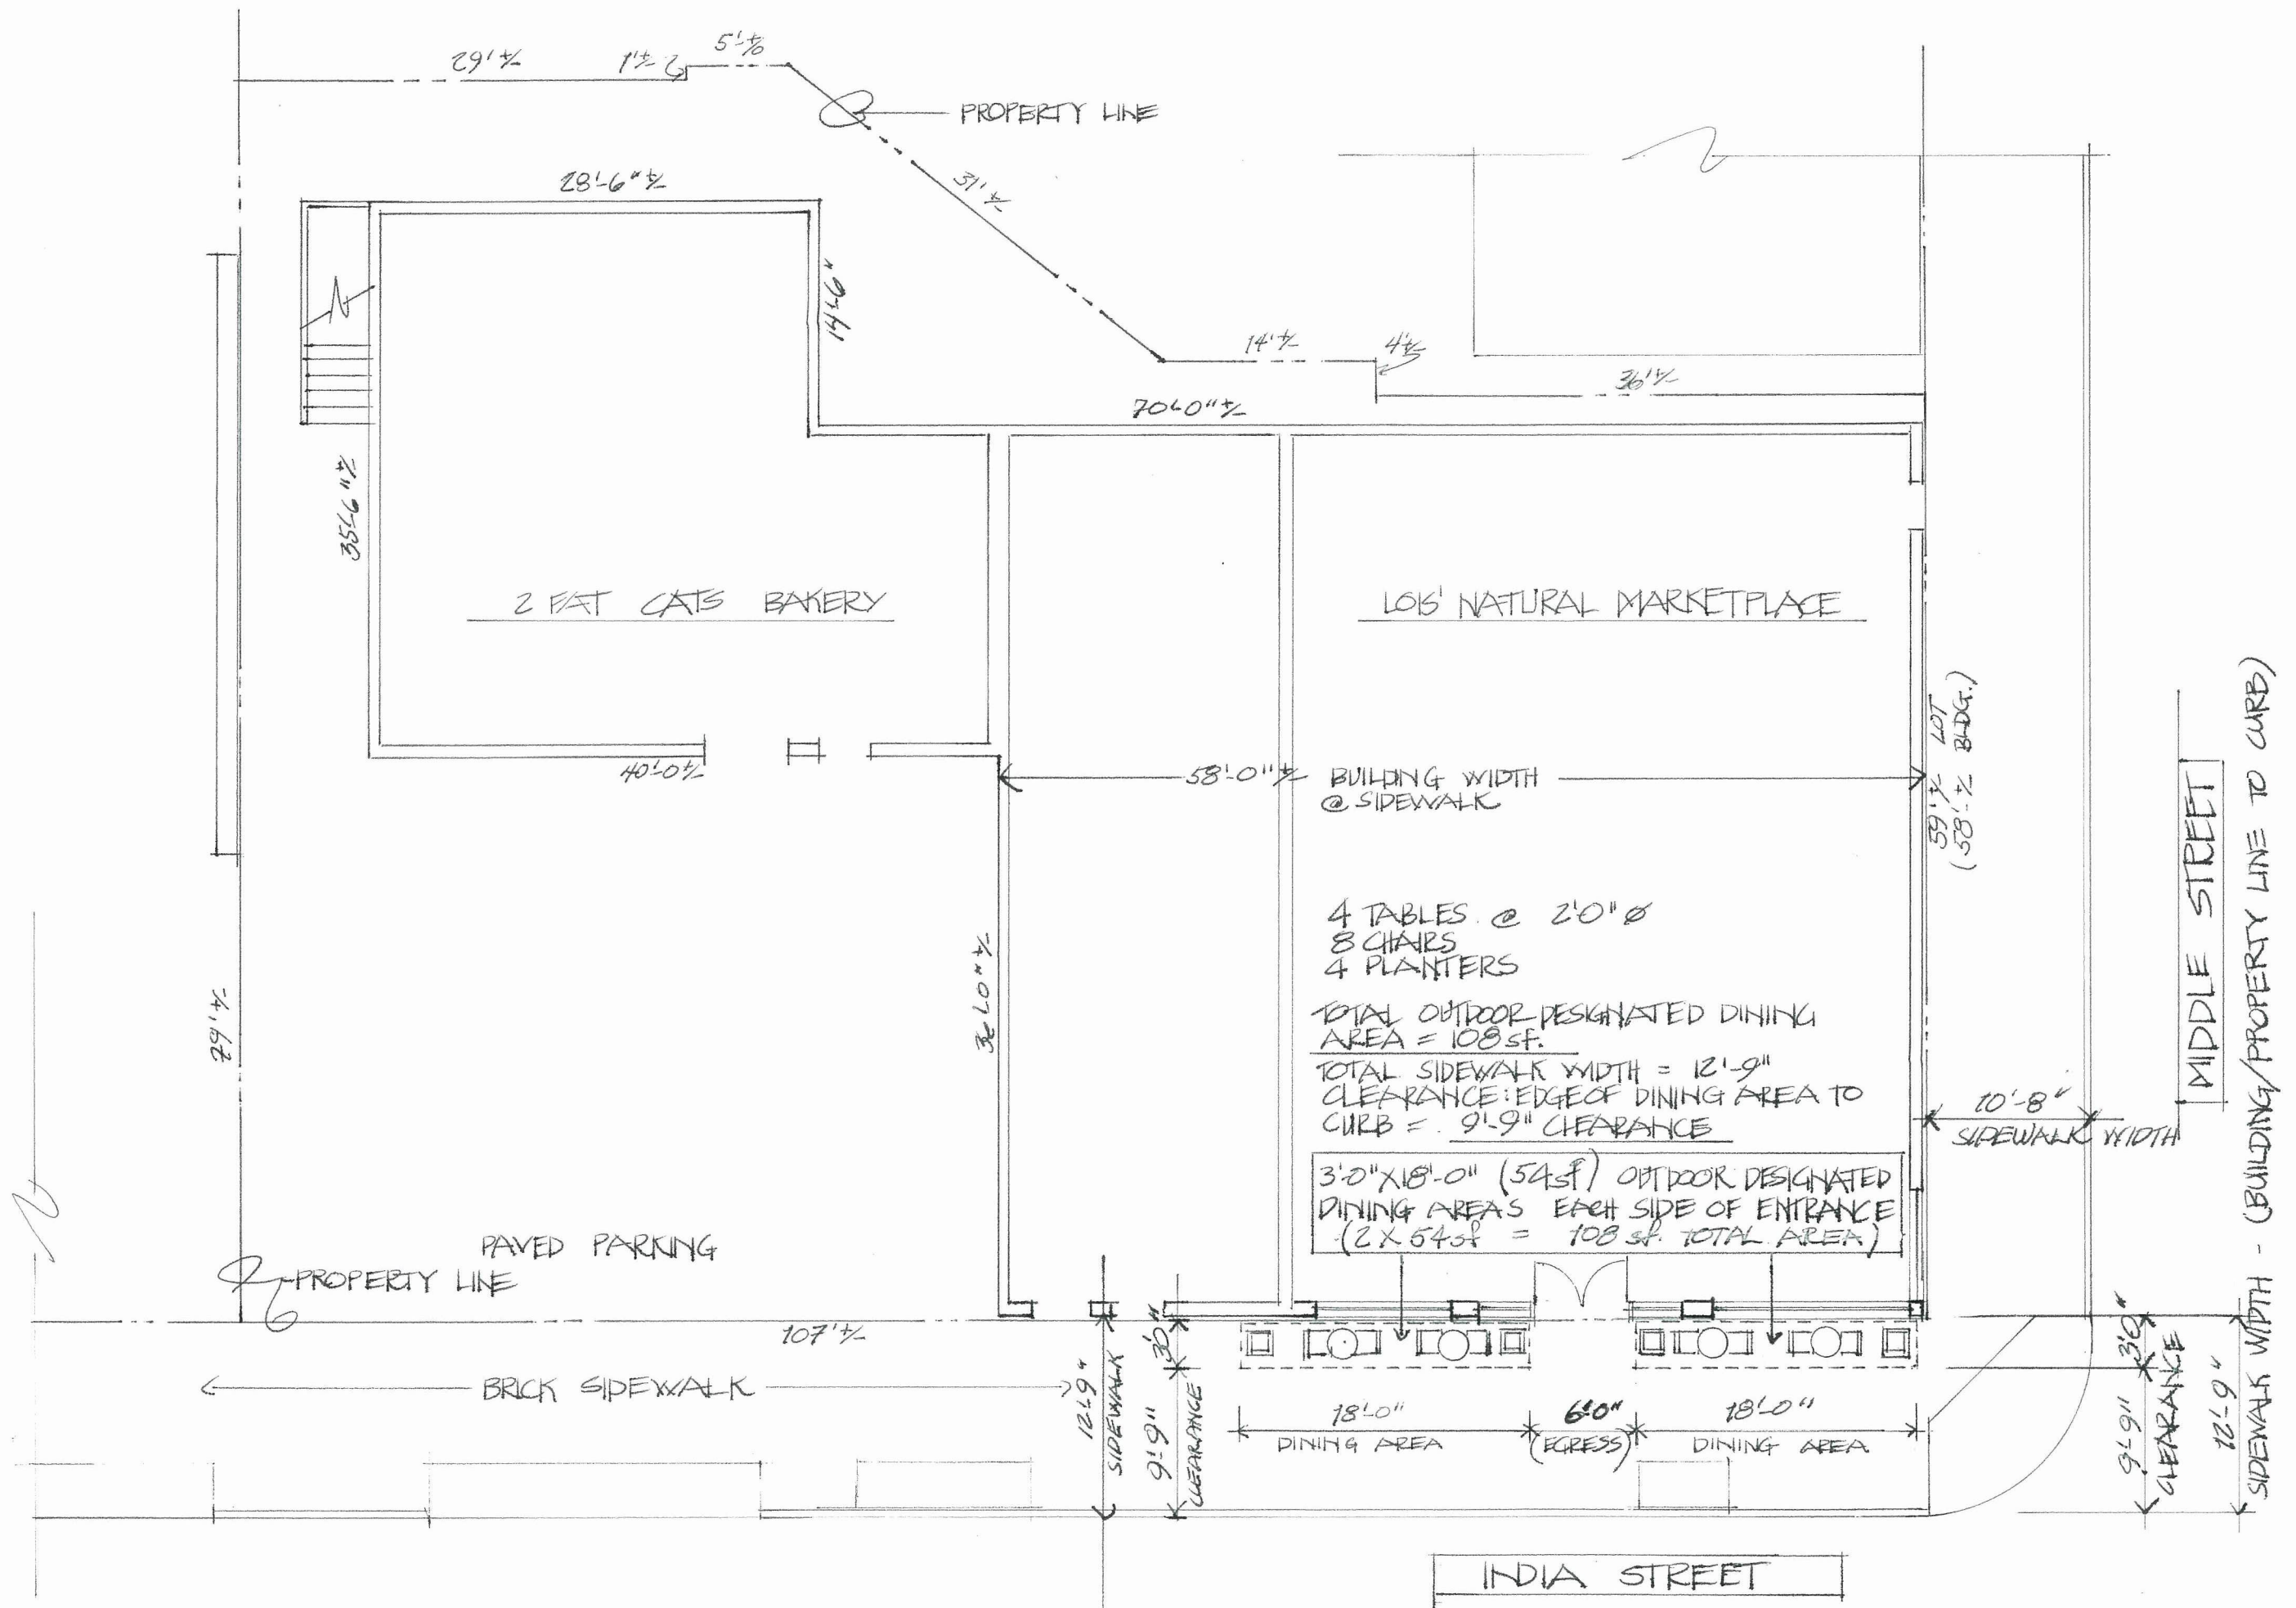 29' +/-
1' +/-
5' +/-
PROPERTY LINE
28'-6" +/-
31' +/-
14'-6"
14' +/-
4' +/-
36' +/-
70'-0" +/-
35'-6" +/-
2 FAT CATS BAKERY
LOIS' NATURAL MARKETPLACE
40'-0" +/-
58'-0" +/- BUILDING WIDTH
@ SIDEWALK
59' +/- LOT
(58' +/- BLDG.)
MIDDLE STREET
SIDEWALK WIDTH - (BUILDING/PROPERTY LINE TO CURB)
4 TABLES @ 2'0" Ø
8 CHAIRS
4 PLANTERS
79' +/-
36'-0" +/-
TOTAL OUTDOOR DESIGNATED DINING
AREA = 108 sf.
TOTAL SIDEWALK WIDTH = 12'-9"
CLEARANCE: EDGE OF DINING AREA TO
CURB = 9'-9" CLEARANCE
10'-8"
SIDEWALK WIDTH
3'0" X 18'-0" (54 sf) OUTDOOR DESIGNATED
DINING AREAS EACH SIDE OF ENTRANCE
(2 X 54 sf = 108 sf. TOTAL AREA)
PAVED PARKING
PROPERTY LINE
107' +/-
BRICK SIDEWALK
12'-9"
SIDEWALK
3'0"
9'-9"
CLEARANCE
18'-0"
DINING AREA
6'0"
(EGRESS)
18'-0"
DINING AREA
3'0"
9'-9"
CLEARANCE
12'-9"
INDIA STREET